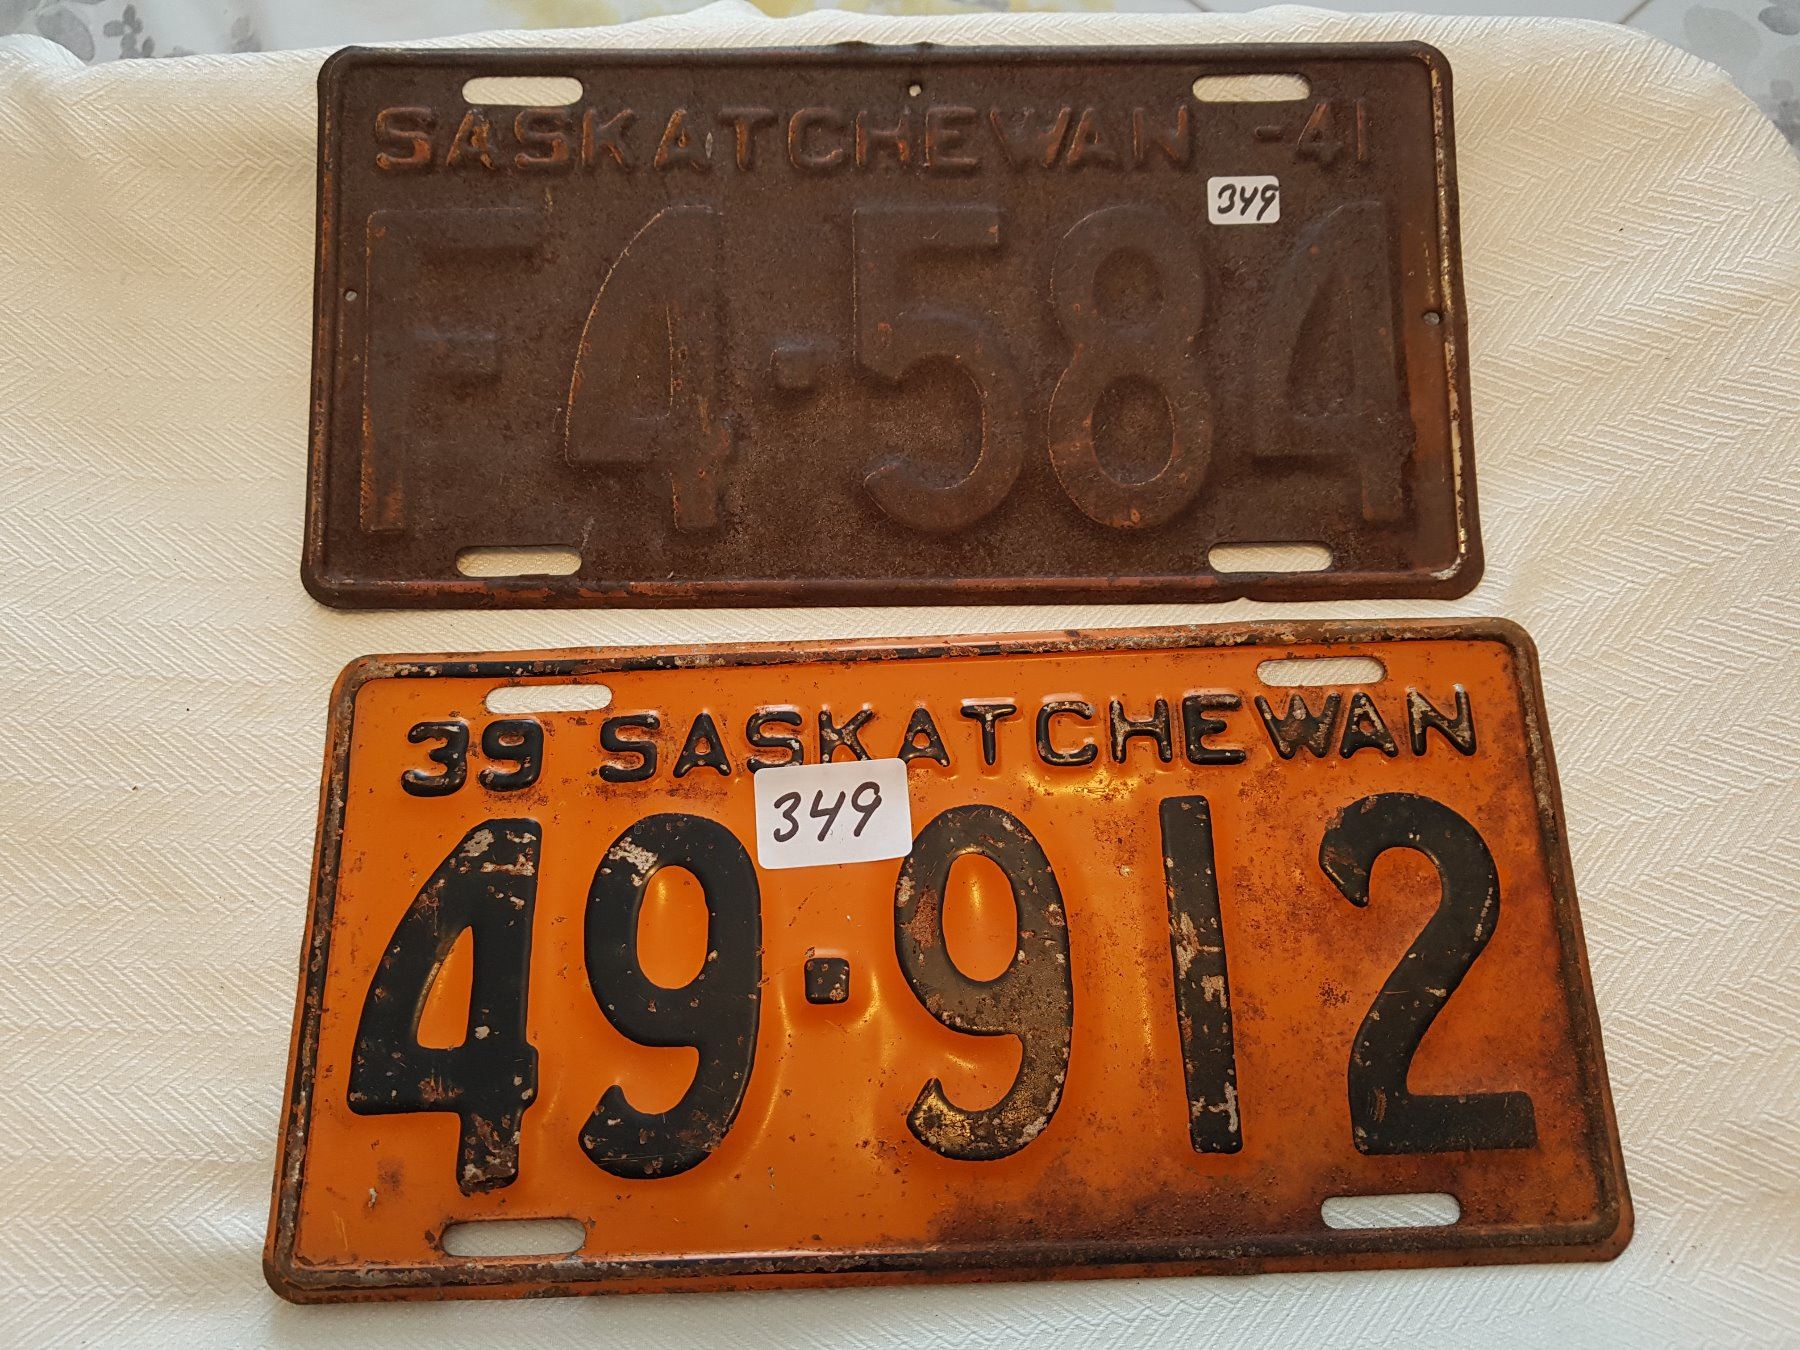 SASKATCHEWAN -41
349
F4-584
39 SASKATCHEWAN
349
49-912